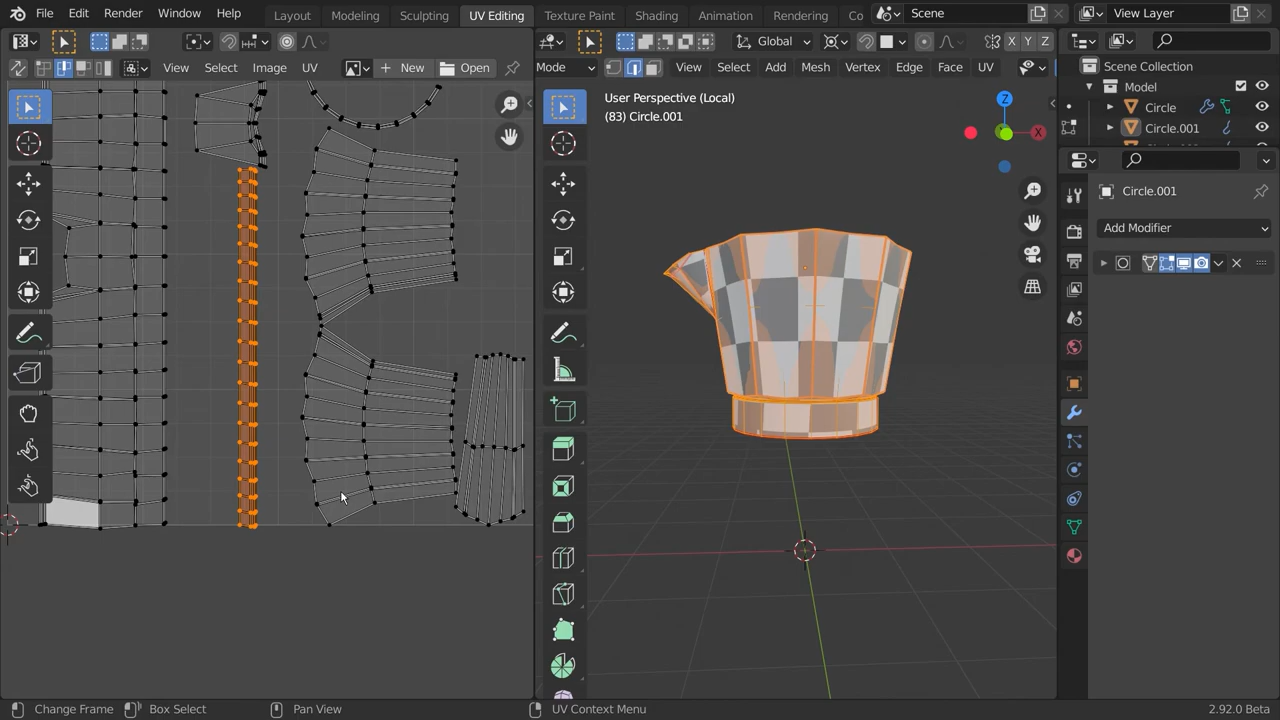 File Edit Render Window Help Layout Modeling Sculpting UV Editing Texture Paint Shading Animation Rendering Co Scene View Layer
Global X Y Z
View Select Image UV New Open Mode View Select Add Mesh Vertex Edge Face UV Scene Collection
Model
User Perspective (Local)
(83) Circle.001
Circle
Circle.001
Z
X
Circle.001
Add Modifier
Change Frame Box Select Pan View UV Context Menu 2.92.0 Beta